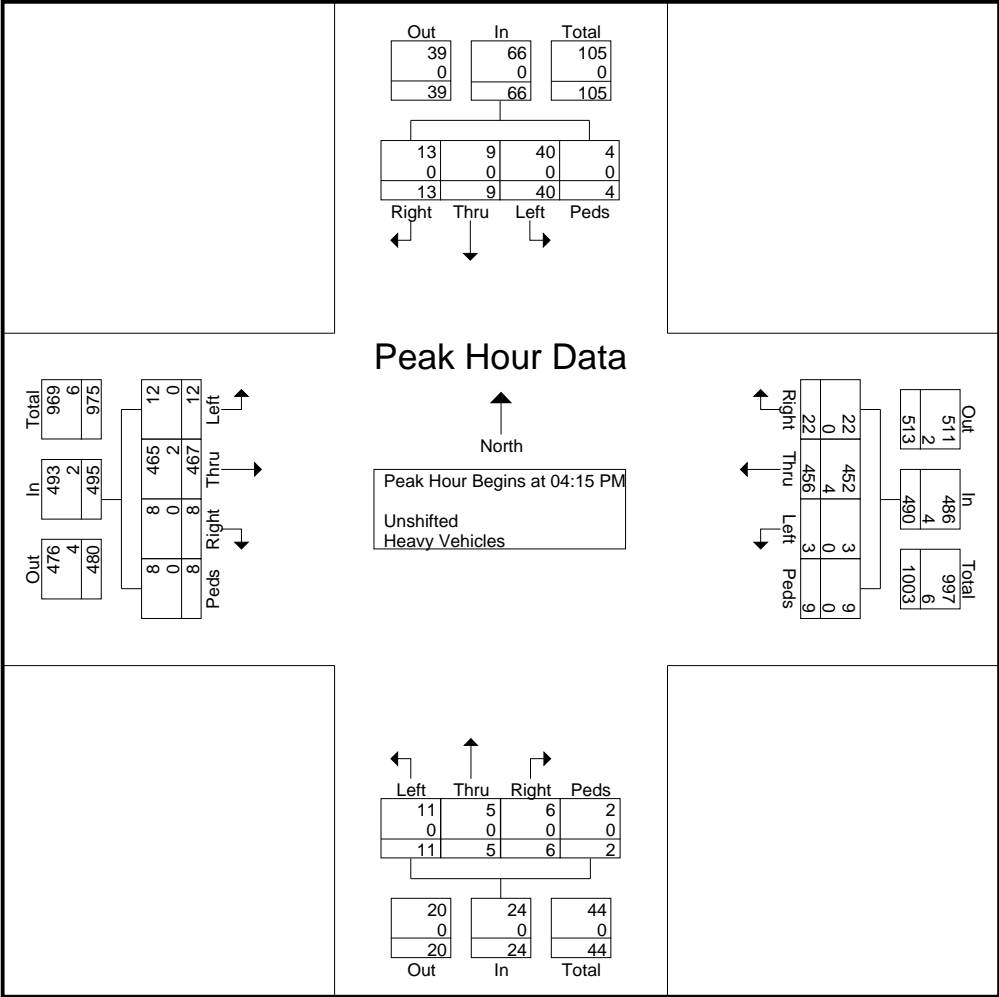 Out In Total
39 66 105
0 0 0
39 66 105
13 9 40 4
0 0 0 0
13 9 40 4
Right Thru Left Peds
Peak Hour Data
North
Peak Hour Begins at 04:15 PM
Unshifted
Heavy Vehicles
Out In Total
476 493 969
4 2 6
480 495 975
Peds Right Thru Left
8 8 465 12
0 0 2 0
8 8 467 12
Out In Total
511 486 997
2 4 6
513 490 1003
22 452 3 9
0 4 0 0
22 456 3 9
Right Thru Left Peds
Left Thru Right Peds
11 5 6 2
0 0 0 0
11 5 6 2
20 24 44
0 0 0
20 24 44
Out In Total